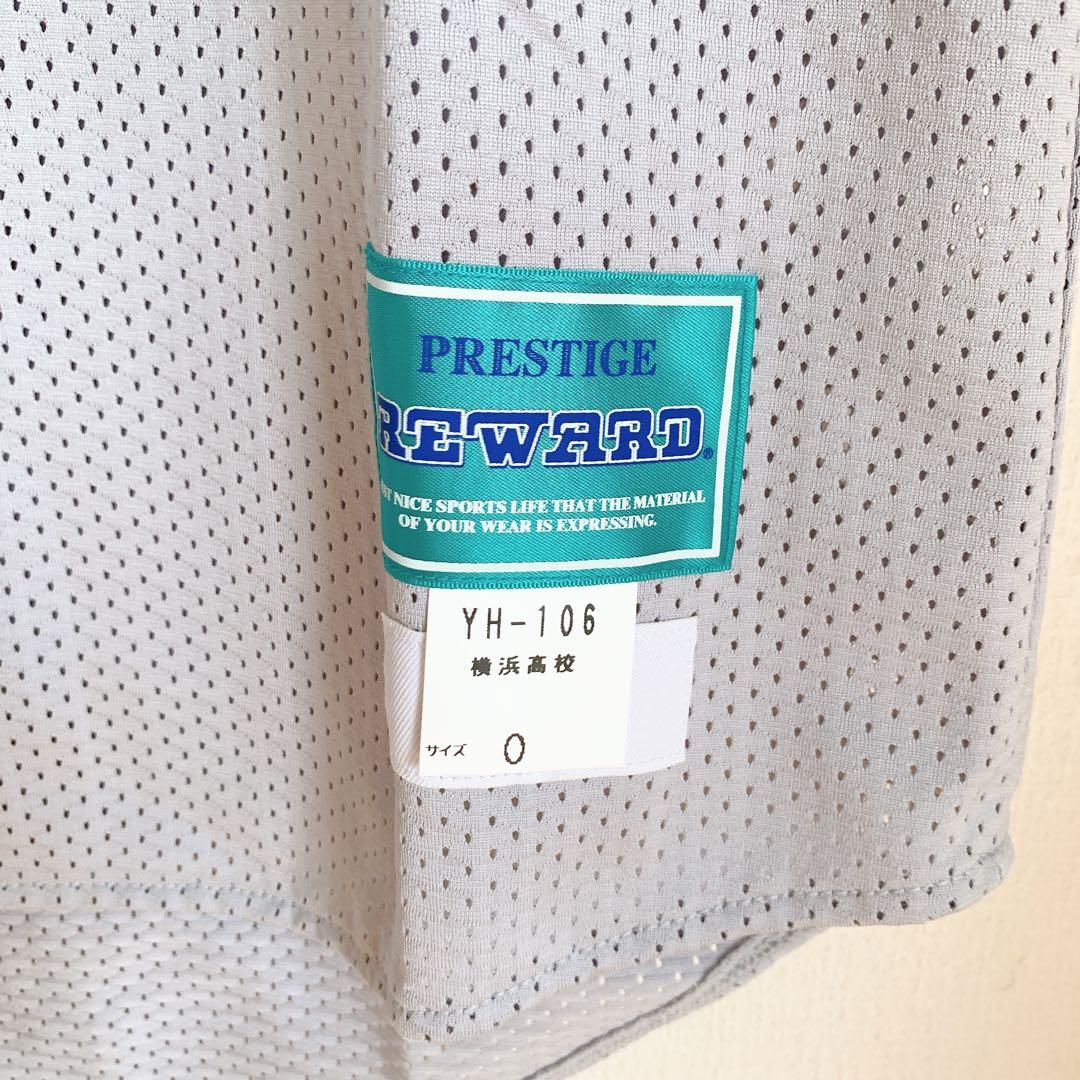 PRESTIGE
REWARD®
NICE SPORTS LIFE THAT THE MATERIAL
OF YOUR WEAR IS EXPRESSING.
YH-106
横浜高校
サイズ O